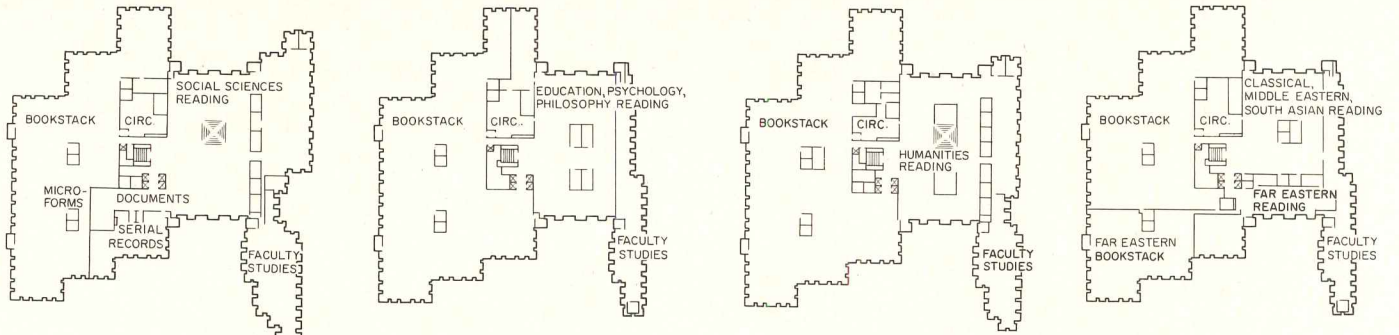 SOCIAL SCIENCES
READING
BOOKSTACK
CIRC.
MICRO-
FORMS
DOCUMENTS
SERIAL
RECORDS
FACULTY
STUDIES
EDUCATION, PSYCHOLOGY,
PHILOSOPHY READING
BOOKSTACK
CIRC.
FACULTY
STUDIES
BOOKSTACK
CIRC.
HUMANITIES
READING
FACULTY
STUDIES
CLASSICAL,
MIDDLE EASTERN,
SOUTH ASIAN READING
BOOKSTACK
CIRC.
FAR EASTERN
READING
FAR EASTERN
BOOKSTACK
FACULTY
STUDIES